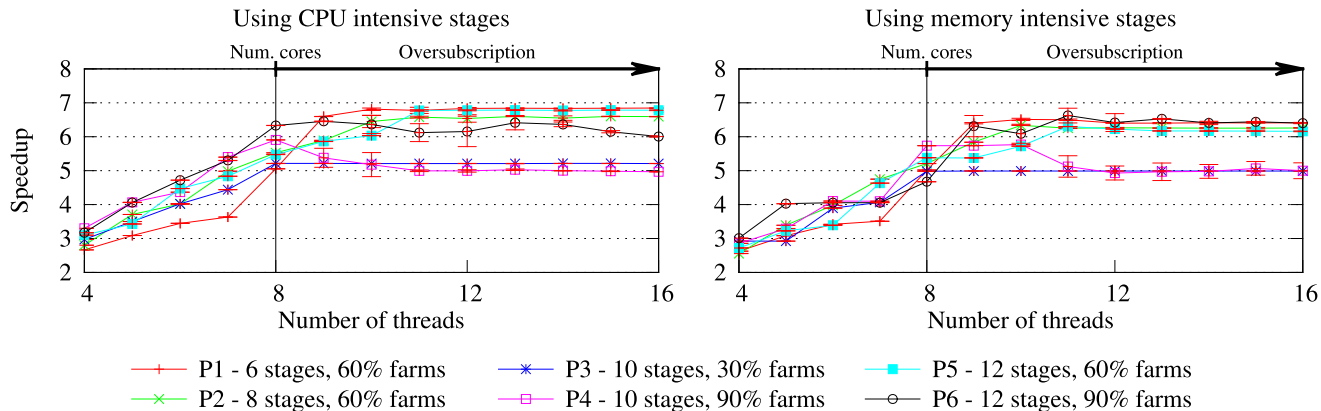 Using CPU intensive stages
Num. cores Oversubscription
8
7
6
5
4
3
2
Speedup
4 8 12 16
Number of threads
Using memory intensive stages
Num. cores Oversubscription
8
7
6
5
4
3
2
4 8 12 16
Number of threads
P1 - 6 stages, 60% farms
P2 - 8 stages, 60% farms
P3 - 10 stages, 30% farms
P4 - 10 stages, 90% farms
P5 - 12 stages, 60% farms
P6 - 12 stages, 90% farms